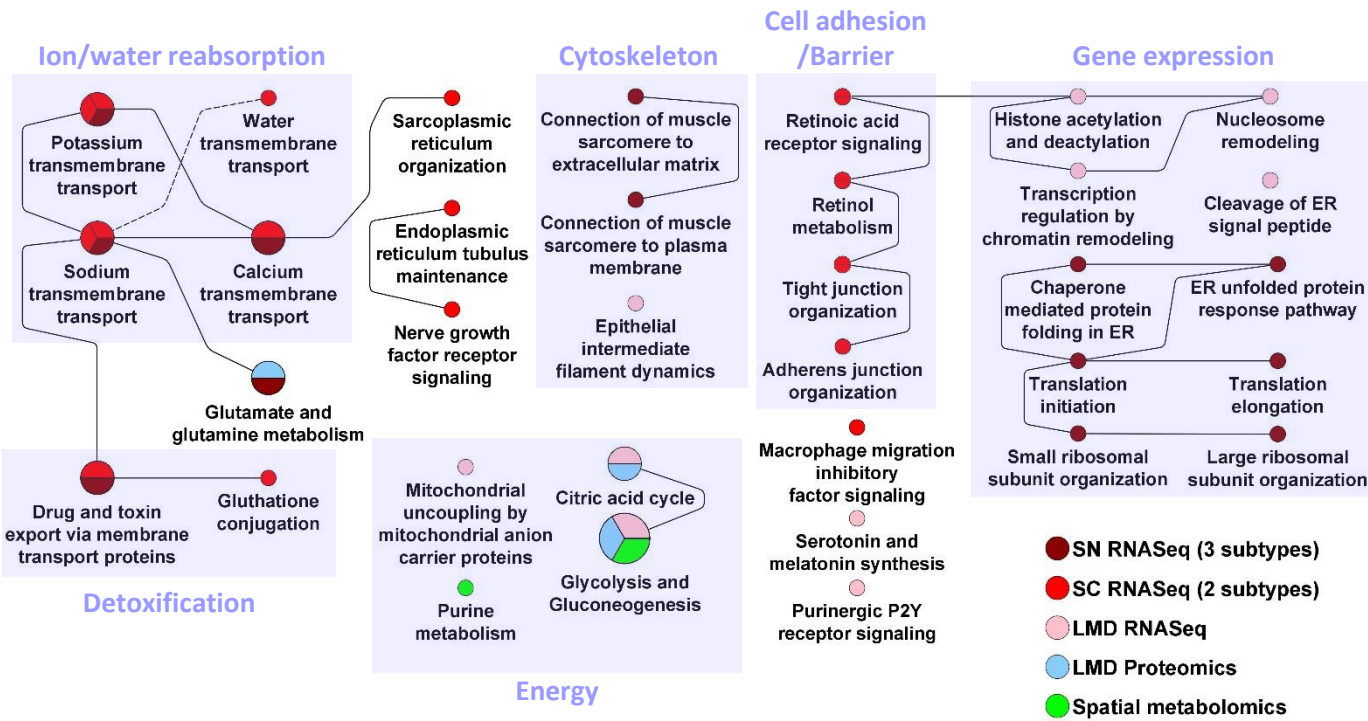 Ion/water reabsorption
Potassium
transmembrane
transport
Water
transmembrane
transport
Sodium
transmembrane
transport
Calcium
transmembrane
transport
Sarcoplasmic
reticulum
organization
Endoplasmic
reticulum tubulus
maintenance
Nerve growth
factor receptor
signaling
Glutamate and
glutamine metabolism
Drug and toxin
export via membrane
transport proteins
Gluthatione
conjugation
Detoxification
Cytoskeleton
Connection of muscle
sarcomere to
extracellular matrix
Connection of muscle
sarcomere to plasma
membrane
Epithelial
intermediate
filament dynamics
Mitochondrial
uncoupling by
mitochondrial anion
carrier proteins
Purine
metabolism
Citric acid cycle
Glycolysis and
Gluconeogenesis
Energy
Cell adhesion
/Barrier
Retinoic acid
receptor signaling
Retinol
metabolism
Tight junction
organization
Adherens junction
organization
Macrophage migration
inhibitory
factor signaling
Serotonin and
melatonin synthesis
Purinergic P2Y
receptor signaling
Gene expression
Histone acetylation
and deactylation
Nucleosome
remodeling
Transcription
regulation by
chromatin remodeling
Cleavage of ER
signal peptide
Chaperone
mediated protein
folding in ER
ER unfolded protein
response pathway
Translation
initiation
Translation
elongation
Small ribosomal
subunit organization
Large ribosomal
subunit organization
SN RNASeq (3 subtypes)
SC RNASeq (2 subtypes)
LMD RNASeq
LMD Proteomics
Spatial metabolomics